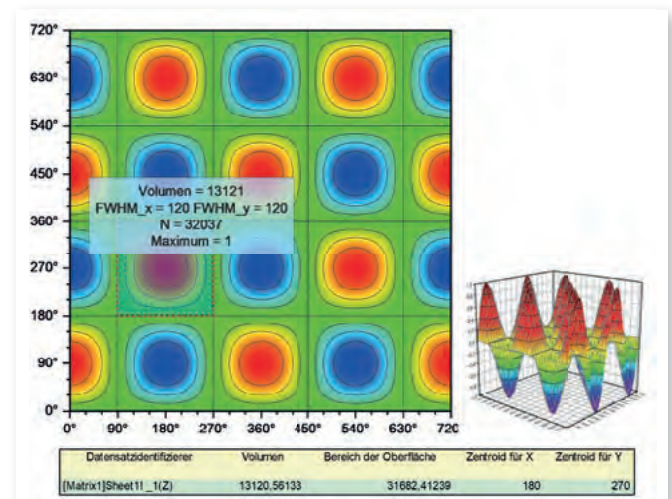 720°
630°
540°
450°
360°
270°
180°
90°
0°
Volumen = 13121
FWHM_x = 120 FWHM_y = 120
N = 32037
Maximum = 1
0° 90° 180° 270° 360° 450° 540° 630° 720
Datensatzidentifizierer Volumen Bereich der Oberfläche Zentroid für X Zentroid für Y
[Matrix1]Sheet1! _1(Z) 13120,56133 31682,41239 180 270